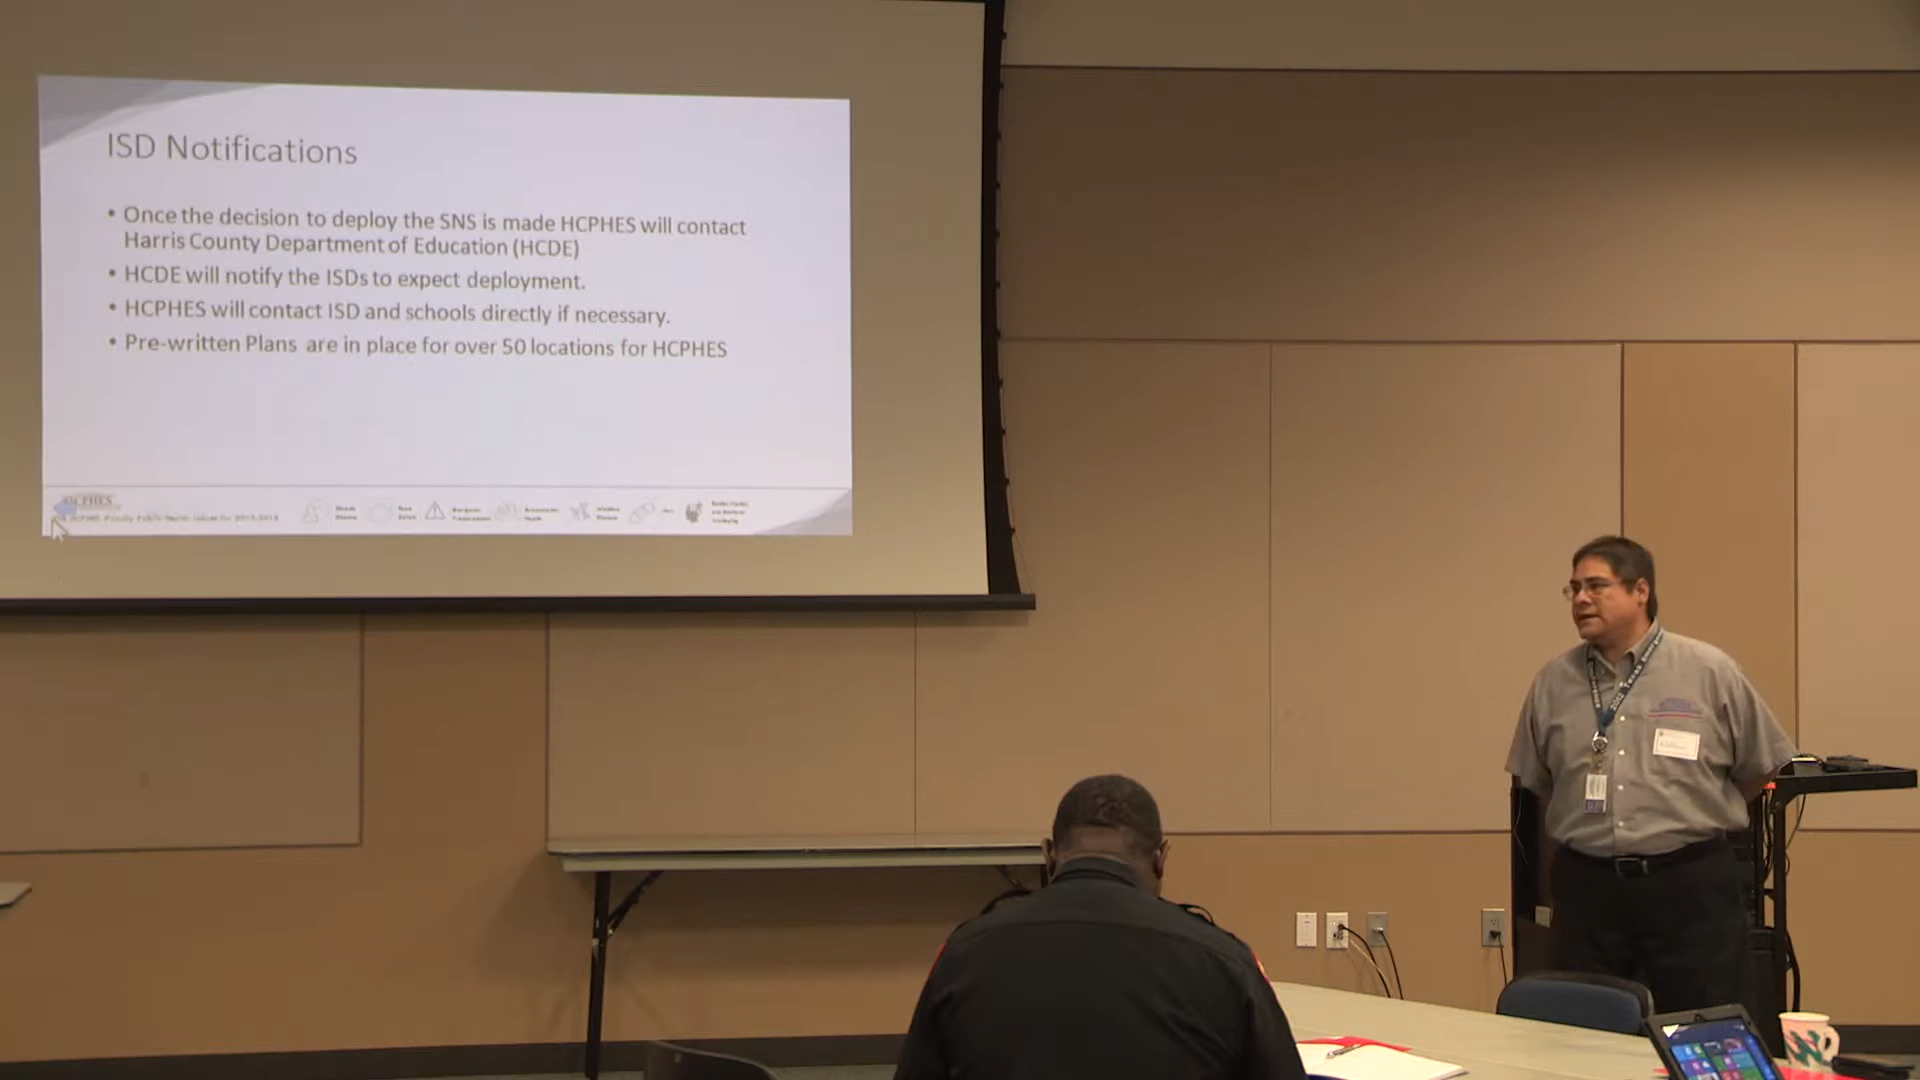 ISD Notifications
• Once the decision to deploy the SNS is made HCPHES will contact
Harris County Department of Education (HCDE)
• HCDE will notify the ISDs to expect deployment.
• HCPHES will contact ISD and schools directly if necessary.
• Pre-written Plans are in place for over 50 locations for HCPHES
HCPHES